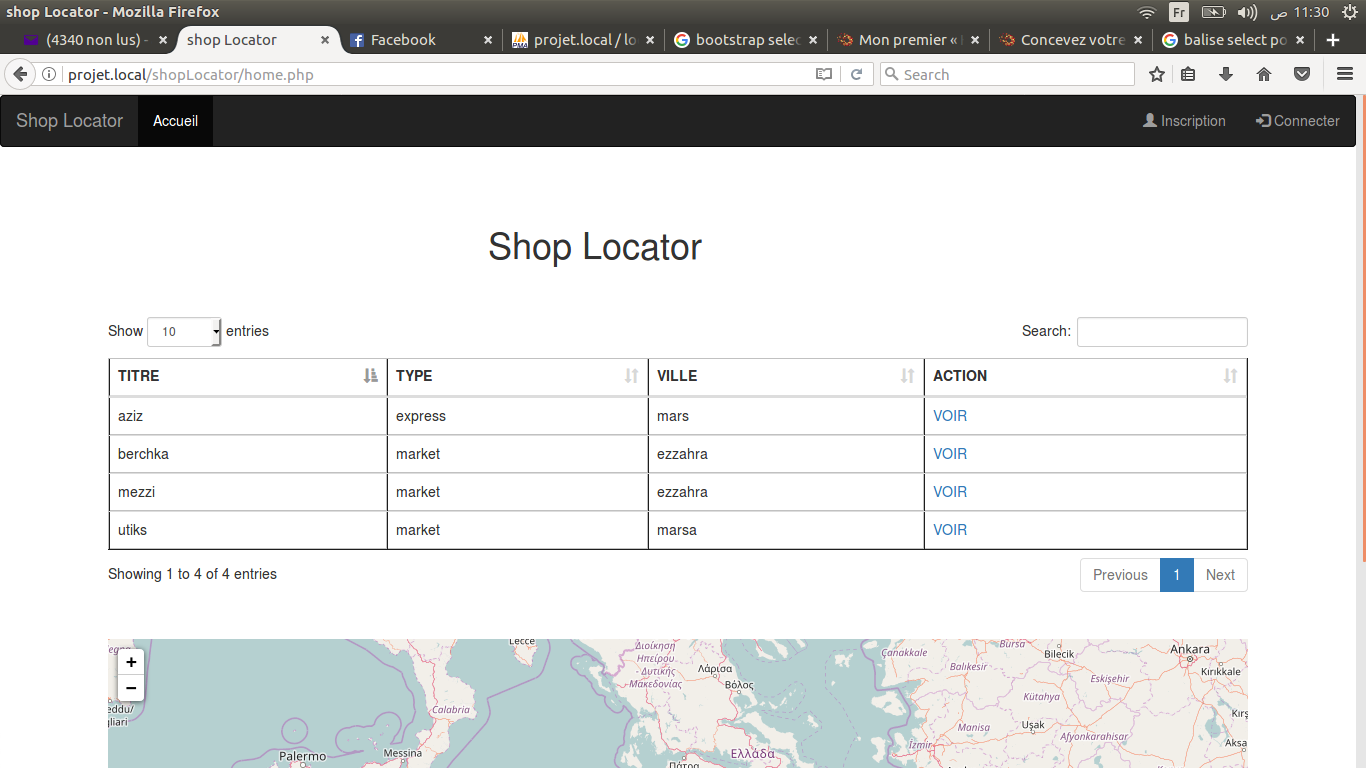 shop Locator - Mozilla Firefox
Fr
11:30 ص
(4340 non lus) -
shop Locator
Facebook
projet.local / lo
bootstrap selec
Mon premier «
Concevez votre
balise select po
projet.local/shopLocator/home.php
Search
Shop Locator
Accueil
Inscription
Connecter
Shop Locator
Show 10 entries
Search:
TITRE TYPE VILLE ACTION
aziz express mars VOIR
berchka market ezzahra VOIR
mezzi market ezzahra VOIR
utiks market marsa VOIR
Showing 1 to 4 of 4 entries
Previous 1 Next
+
−
Lecce
Διοίκηση
Ηπείρου
Δυτικής
Μακεδονίας
Λάρισα
Βόλος
Çanakkale
Bursa
Bilecik
Ankara
Balıkesir
Eskişehir
Kırıkkale
Kütahya
Calabria
Manisa
Uşak
Afyonkarahisar
Kırş
Aksa
İzmir
eddu/
gliari
Palermo
Messina
Ελλάδα
Πάτρα